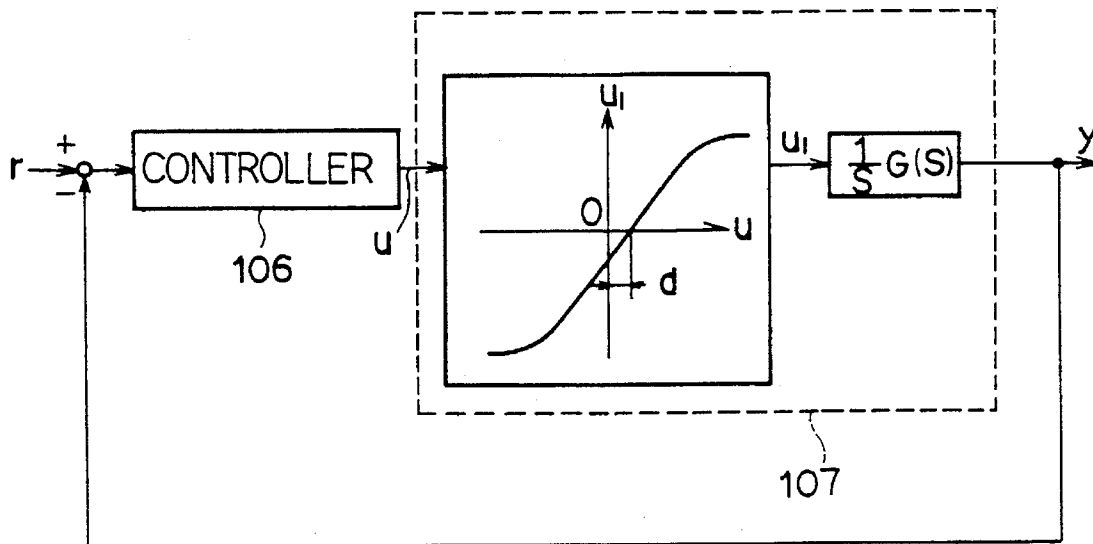 u₁
+
r
−
CONTROLLER
u
106
O
u
d
u₁
1/S G(S)
y
107